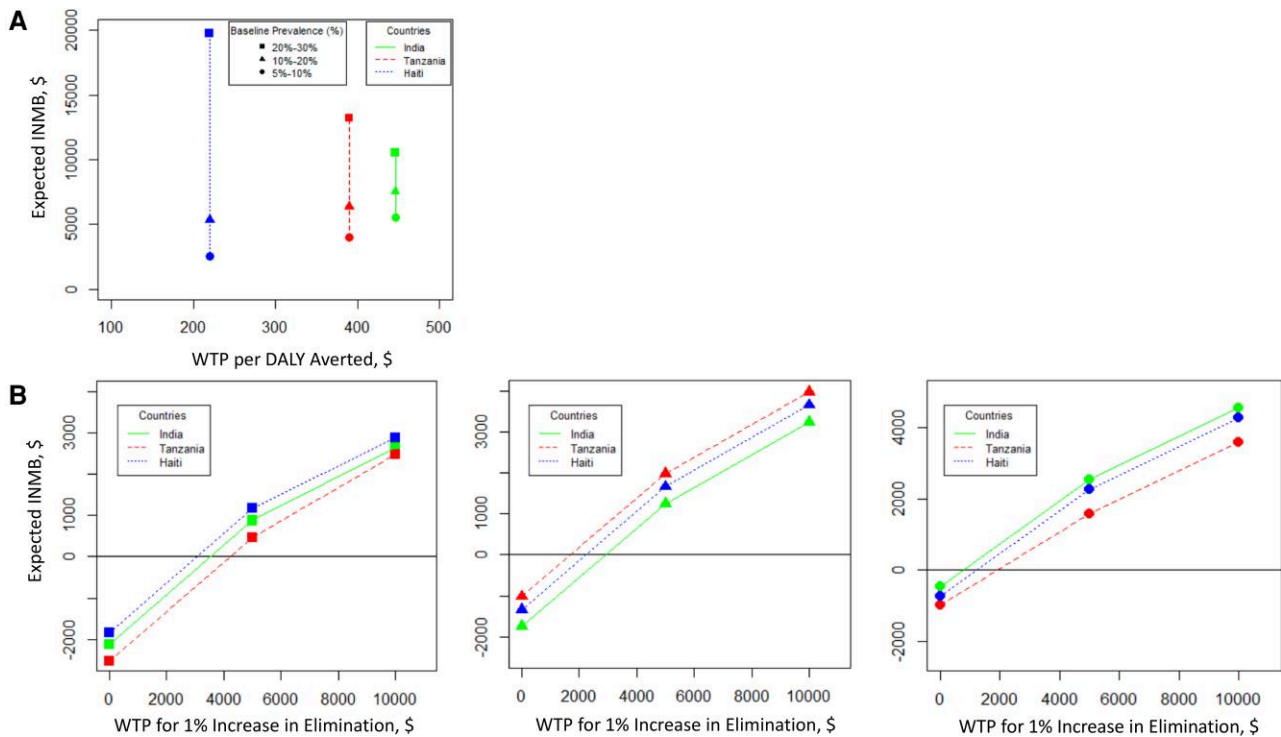 A
Expected INMB, $
20000
15000
10000
5000
0
Baseline Prevalence (%)
20%-30%
10%-20%
5%-10%
Countries
India
Tanzania
Haiti
100 200 300 400 500
WTP per DALY Averted, $
B
Expected INMB, $
3000
1000
0
-2000
Countries
India
Tanzania
Haiti
0 2000 4000 6000 8000 10000
WTP for 1% Increase in Elimination, $
3000
1000
0
-2000
Countries
India
Tanzania
Haiti
0 2000 4000 6000 8000 10000
WTP for 1% Increase in Elimination, $
4000
2000
0
-2000
Countries
India
Tanzania
Haiti
0 2000 4000 6000 8000 10000
WTP for 1% Increase in Elimination, $